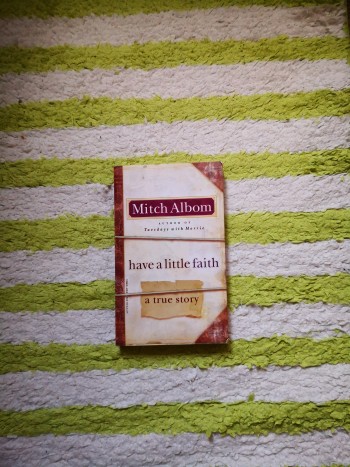 Mitch Albom
AUTHOR OF
Tuesdays with Morrie
have a little faith
a true story